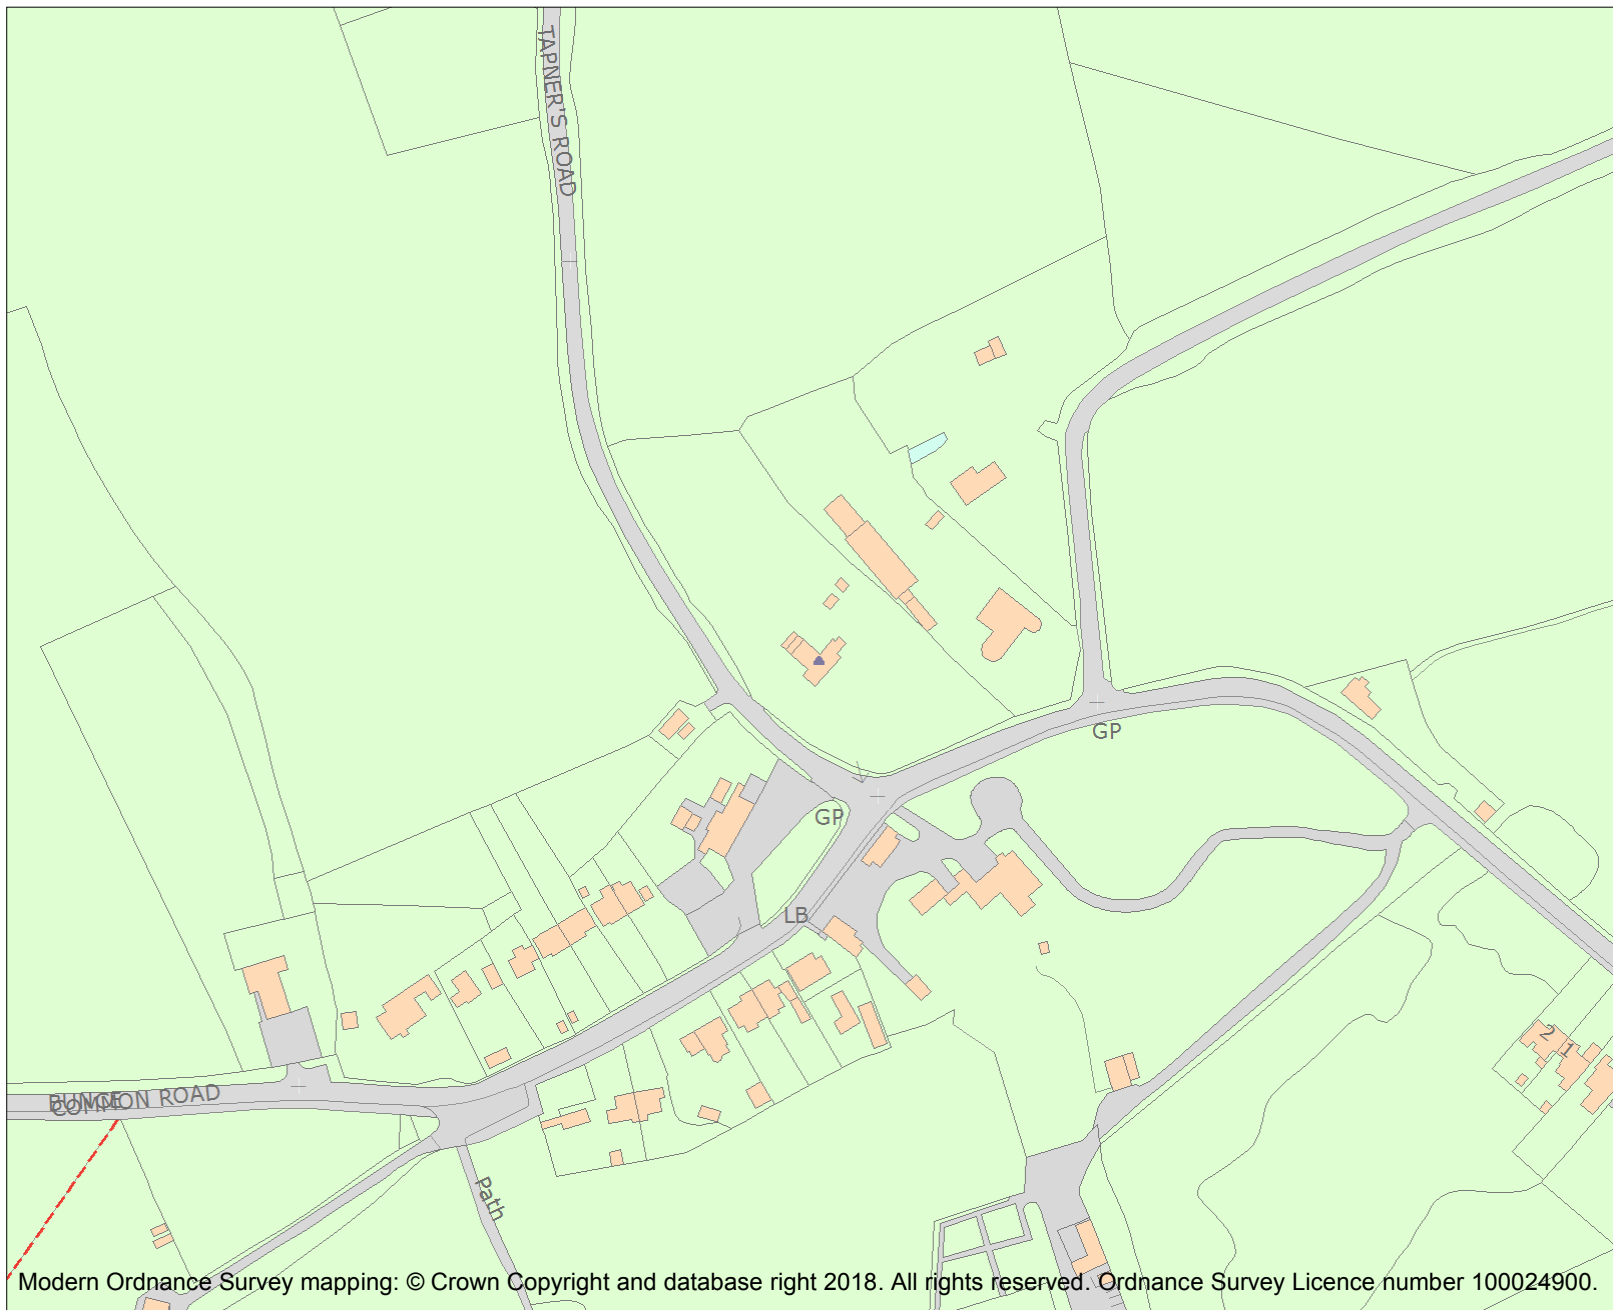 TAPNER'S ROAD
GP
GP
LB
2
1
BUNCE
COMMON ROAD
Path
Modern Ordnance Survey mapping: © Crown Copyright and database right 2018. All rights reserved. Ordnance Survey Licence number 100024900.